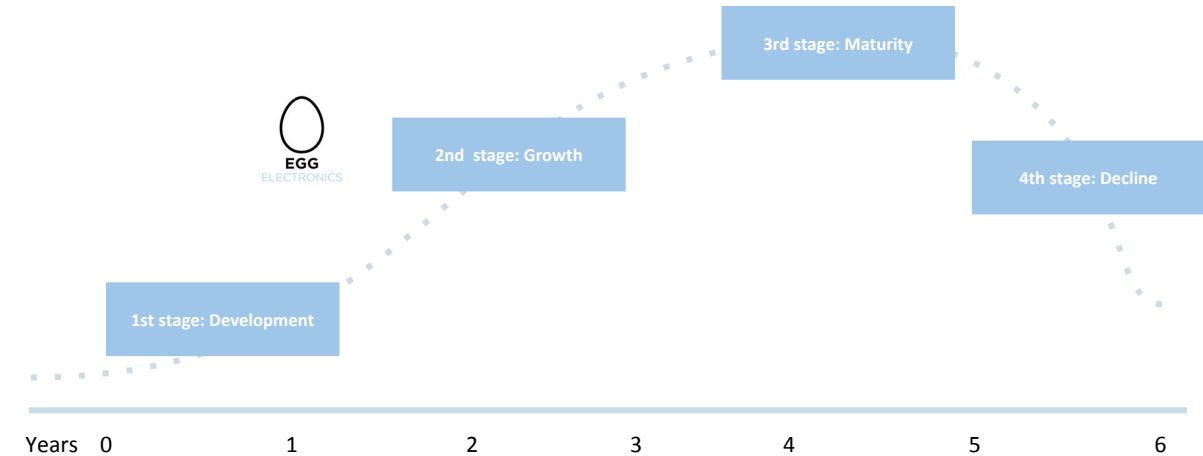 3rd stage: Maturity
2nd stage: Growth
EGG
ELECTRONICS
4th stage: Decline
1st stage: Development
Years 0 1 2 3 4 5 6